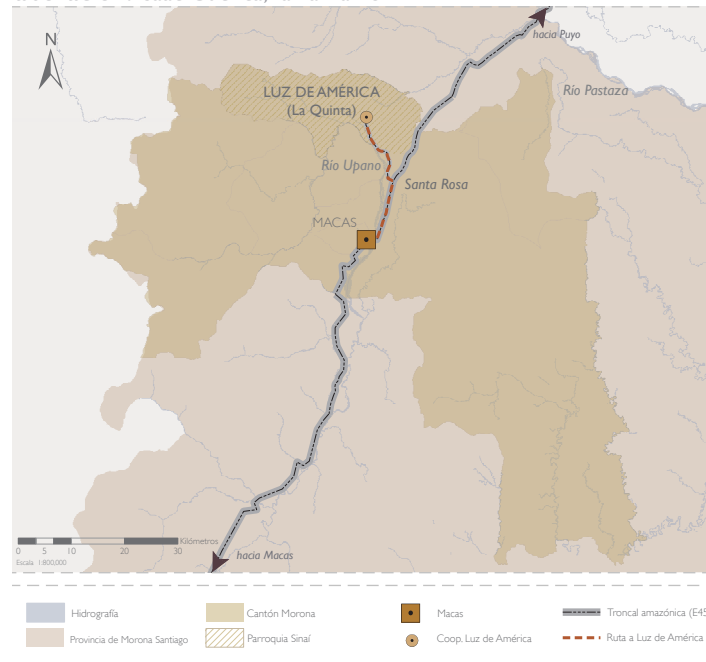 N
hacia Puyo
Río Pastaza
LUZ DE AMÉRICA
(La Quinta)
Río Upano
Santa Rosa
MACAS
Kilómetros
0 5 10 20 30
Escala 1:800,000
hacia Macas
Hidrografía
Cantón Morona
Macas
Troncal amazónica (E45
Provincia de Morona Santiago
Parroquia Sinaí
Coop. Luz de América
Ruta a Luz de América